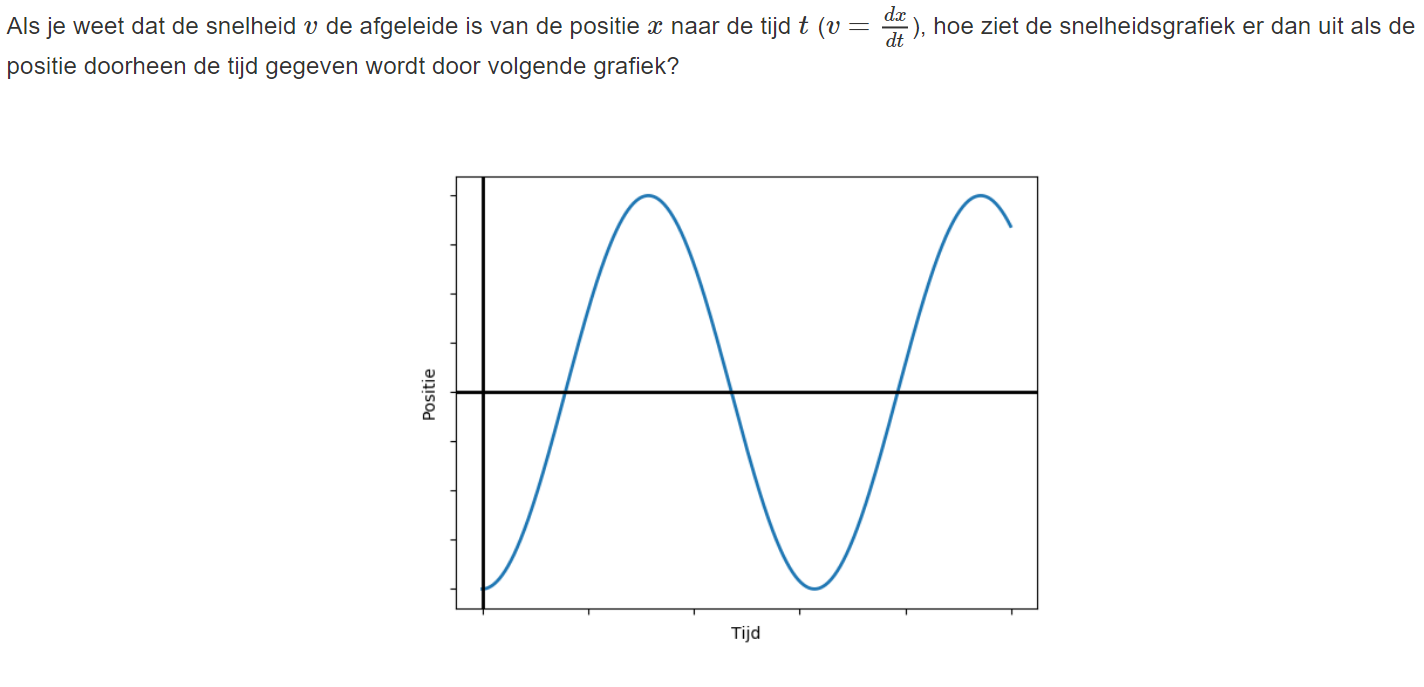 Als je weet dat de snelheid v de afgeleide is van de positie x naar de tijd t (v = dx/dt), hoe ziet de snelheidsgrafiek er dan uit als de
positie doorheen de tijd gegeven wordt door volgende grafiek?
Positie
Tijd